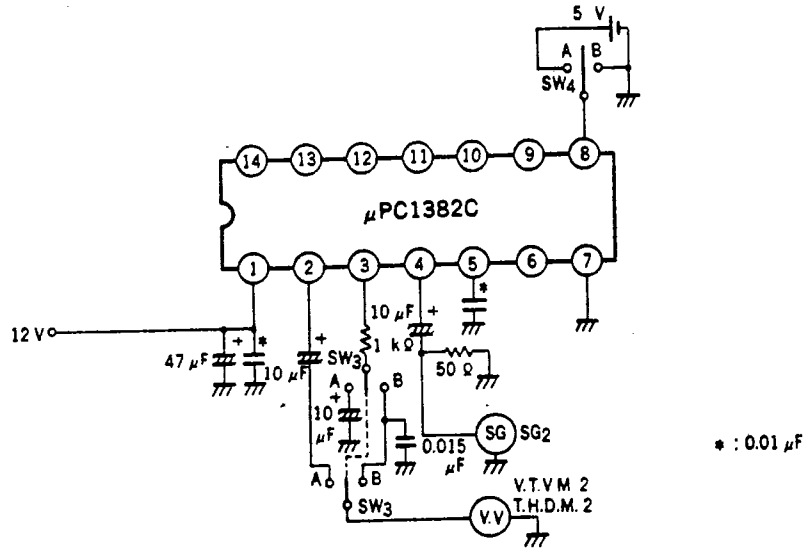 5 V
A B
SW4
14 13 12 11 10 9 8
μPC1382C
1 2 3 4 5 6 7
12 V
47 μF
+
*
10 μF
+
1 kΩ
SW3
10 μF +
*
50 Ω
A
+
10
μF
B
0.015
μF
SG SG2
* : 0.01 μF
A B
SW3
V.V
V.T.V.M 2
T.H.D.M. 2